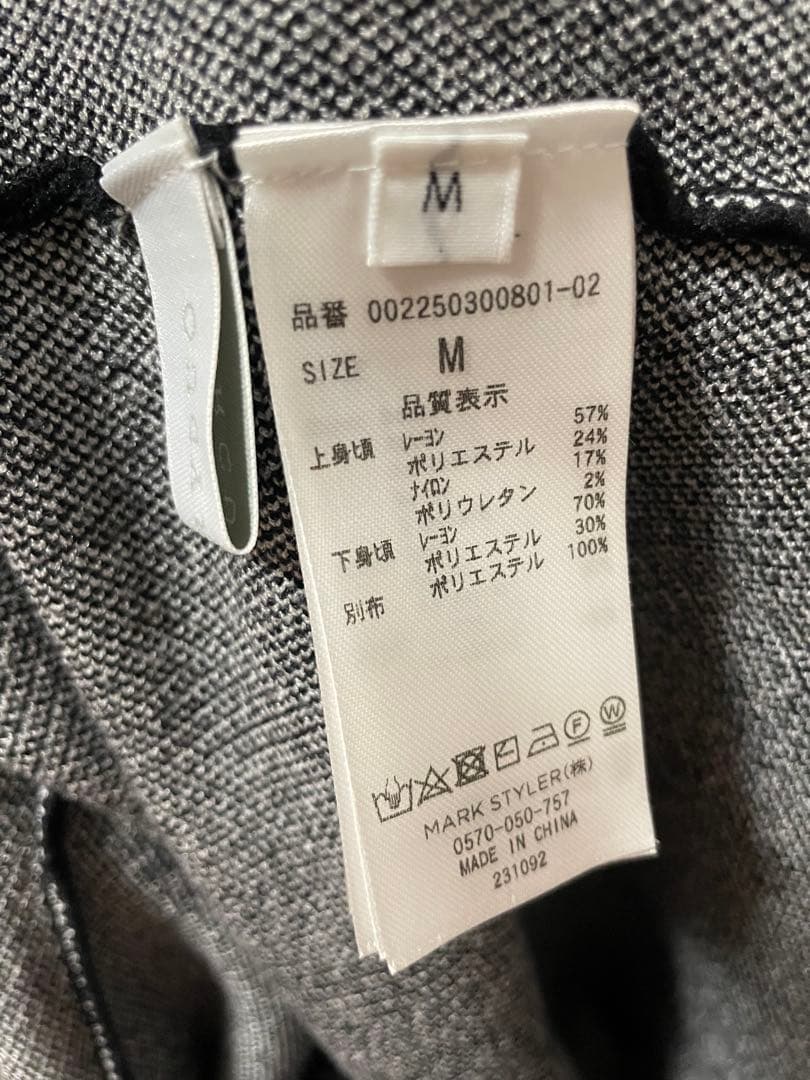 M
品番 002250300801-02
SIZE M
品質表示
上身頃 レーヨン 57%
ポリエステル 24%
ナイロン 17%
ポリウレタン 2%
下身頃 レーヨン 70%
ポリエステル 30%
別布 ポリエステル 100%
F W
MARK STYLER(株)
0570-050-757
MADE IN CHINA
231092